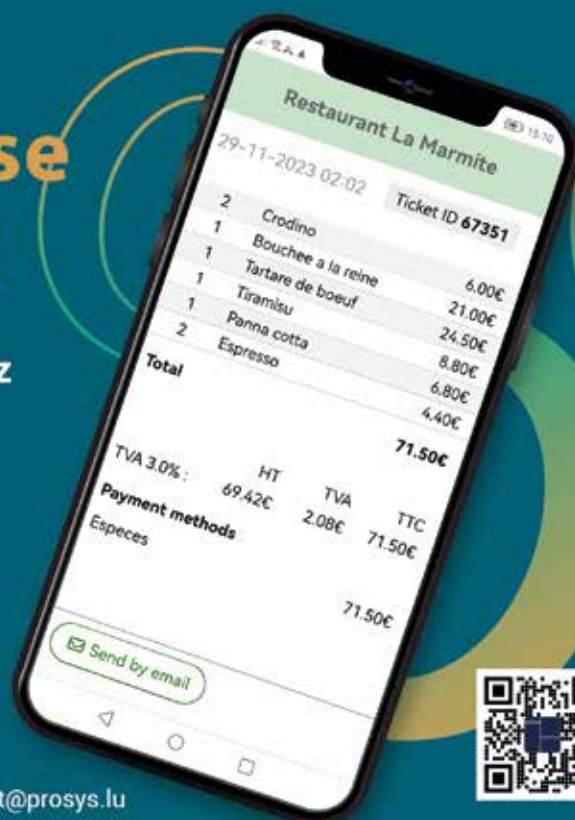 se
z
15:10
Restaurant La Marmite
29-11-2023 02:02 Ticket ID 67351
2 Crodino 6.00€
1 Bouchee a la reine 21.00€
1 Tartare de boeuf 24.50€
1 Tiramisu 8.80€
1 Panna cotta 6.80€
2 Espresso 4.40€
Total 71.50€
HT TVA TTC
TVA 3.0% : 69.42€ 2.08€ 71.50€
Payment methods
Especes 71.50€
Send by email
t@prosys.lu